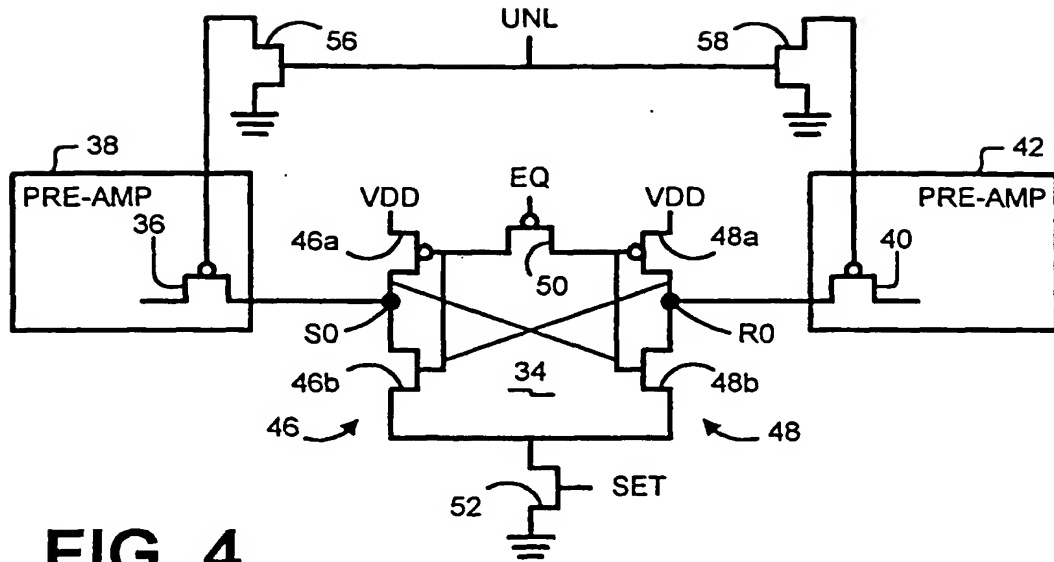 UNL
56
58
38
42
PRE-AMP
EQ
PRE-AMP
VDD
VDD
36
46a
48a
40
50
S0
R0
34
46b
48b
46
48
52
SET
FIG. 4